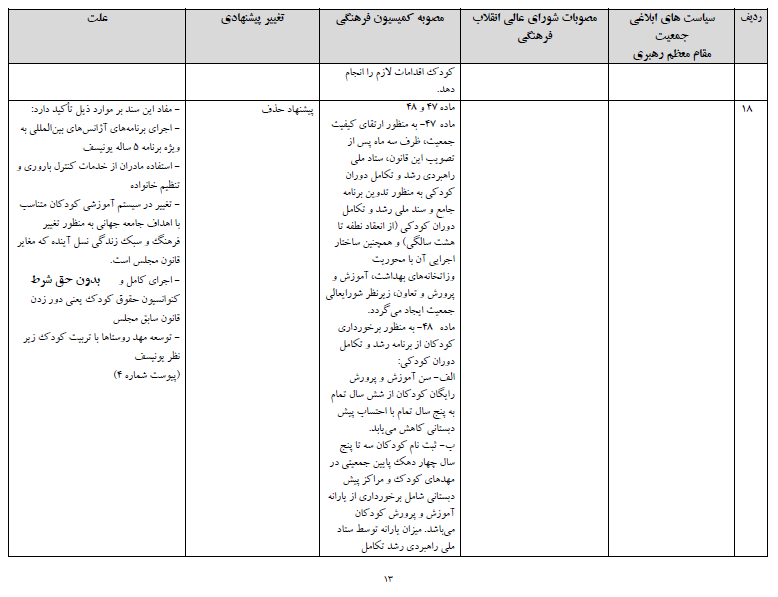 ردیف
سیاست های ابلاغی
جمعیت
مقام معظم رهبری
مصوبات شورای عالی انقلاب
فرهنگی
مصوبه کمیسیون فرهنگی
تغییر پیشنهادی
علت
کودک اقدامات لازم را انجام
دهد.
۱۸
ماده ۴۷ و ۴۸
ماده ۴۷- به منظور ارتقای کیفیت
جمعیت، ظرف سه ماه پس از
تصویب این قانون، ستاد ملی
راهبردی رشد و تکامل دوران
کودکی به منظور تدوین برنامه
جامع و سند ملی رشد و تکامل
دوران کودکی (از انعقاد نطفه تا
هشت سالگی) و همچنین ساختار
اجرایی آن با محوریت
وزاتخانه‌های بهداشت، آموزش و
پرورش و تعاون، زیرنظر شورایعالی
جمعیت ایجاد می‌گردد.
ماده ۴۸- به منظور برخورداری
کودکان از برنامه رشد و تکامل
دوران کودکی:
الف- سن آموزش و پرورش
رایگان کودکان از شش سال تمام
به پنج سال تمام با احتساب پیش
دبستانی کاهش می‌یابد.
ب- ثبت نام کودکان سه تا پنج
سال چهار دهک پایین جمعیتی در
مهدهای کودک و مراکز پیش
دبستانی شامل برخورداری از یارانه
آموزش و پرورش کودکان
می‌باشد. میزان یارانه توسط ستاد
ملی راهبردی رشد تکامل
پیشنهاد حذف
- مفاد این سند بر موارد ذیل تأکید دارد:
- اجرای برنامه‌های آژانس‌های بین‌المللی به
ویژه برنامه ۵ ساله یونیسف
- استفاده مادران از خدمات کنترل باروری و
تنظیم خانواده
- تغییر در سیستم آموزشی کودکان متناسب
با اهداف جامعه جهانی به منظور تغییر
فرهنگ و سبک زندگی نسل آینده که مغایر
قانون مجلس است.
- اجرای کامل و بدون حق شرط
کنوانسیون حقوق کودک یعنی دور زدن
قانون سابق مجلس
- توسعه مهد روستاها با تربیت کودک زیر
نظر یونیسف
(پیوست شماره ۴)
۱۳